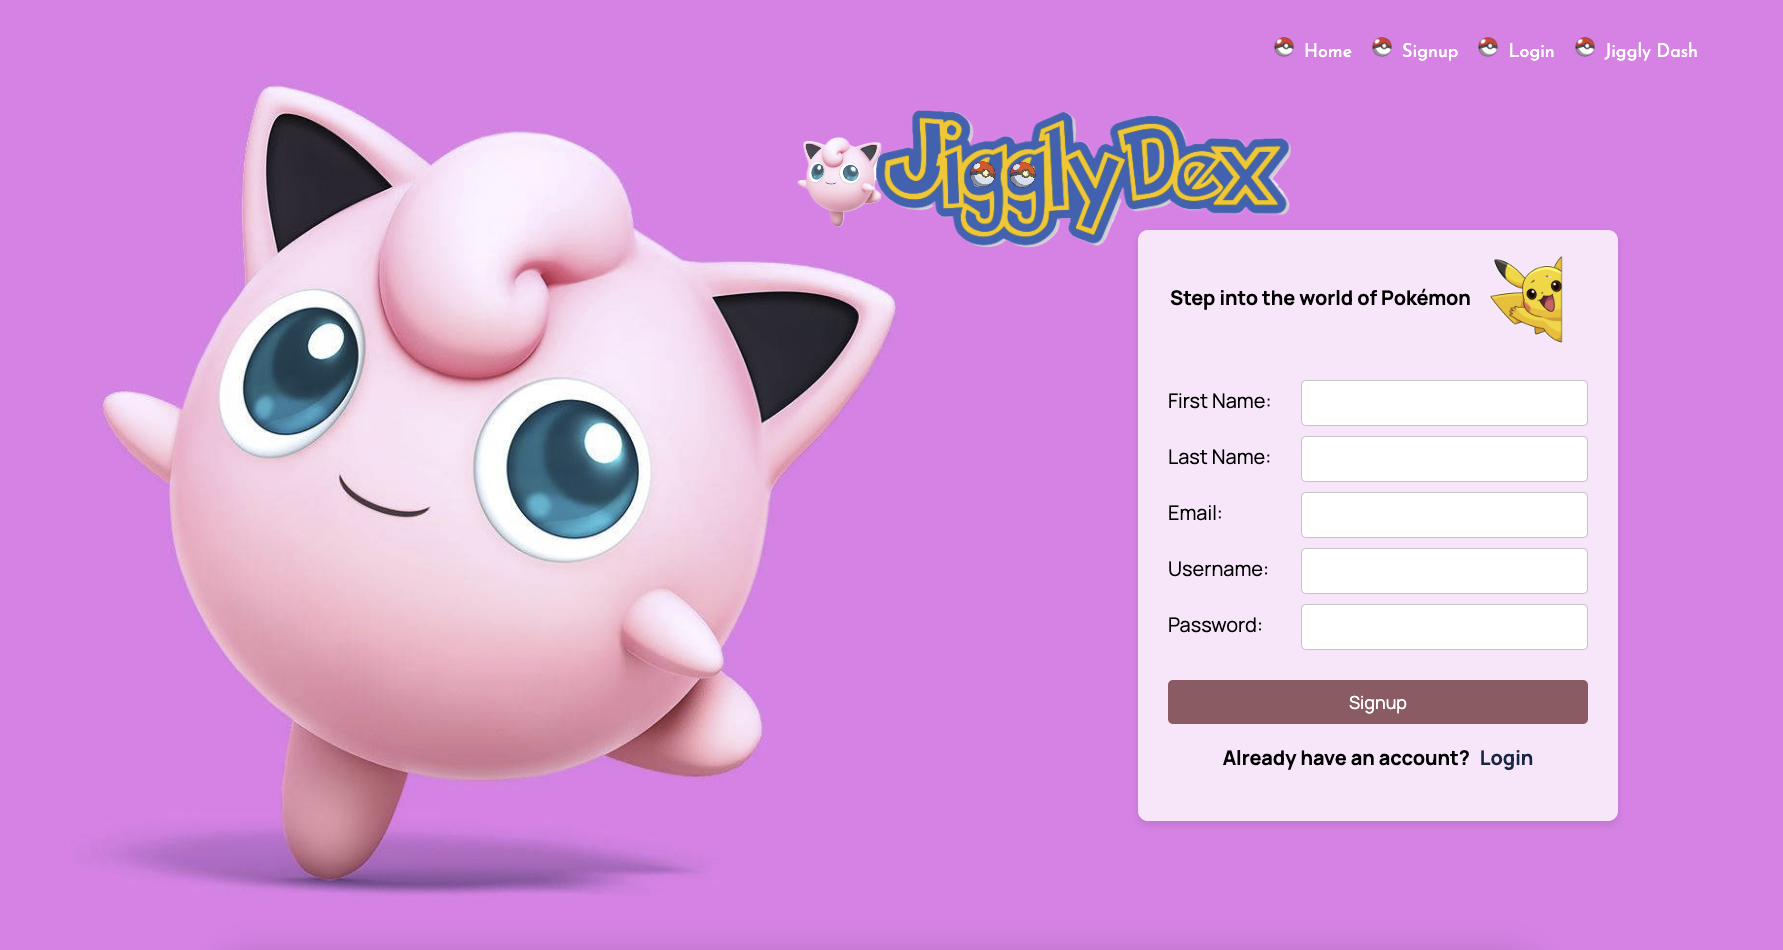 Home Signup Login Jiggly Dash
JigglyDex
Step into the world of Pokémon
First Name:
Last Name:
Email:
Username:
Password:
Signup
Already have an account? Login